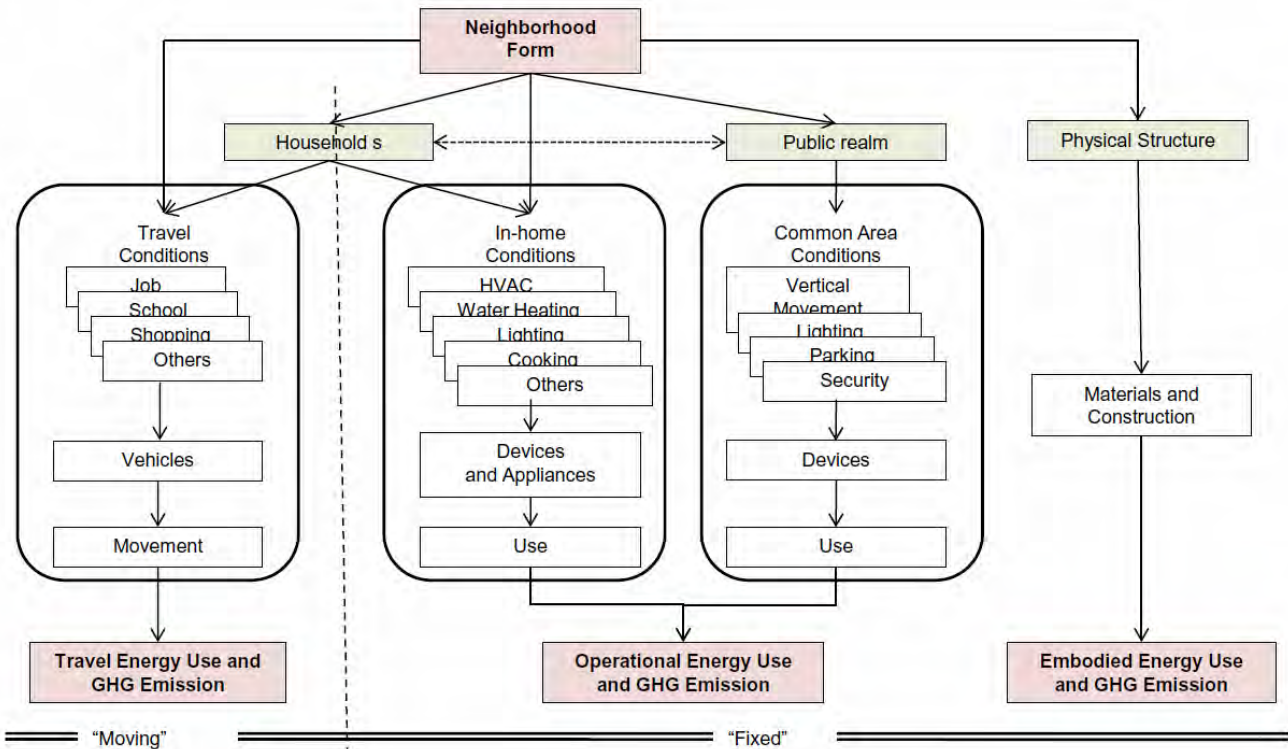 Neighborhood
Form
Household s
Public realm
Physical Structure
Travel
Conditions
Job
School
Shopping
Others
Vehicles
Movement
In-home
Conditions
HVAC
Water Heating
Lighting
Cooking
Others
Devices
and Appliances
Use
Common Area
Conditions
Vertical
Movement
Lighting
Parking
Security
Devices
Use
Materials and
Construction
Travel Energy Use and
GHG Emission
Operational Energy Use
and GHG Emission
Embodied Energy Use
and GHG Emission
“Moving”
“Fixed”